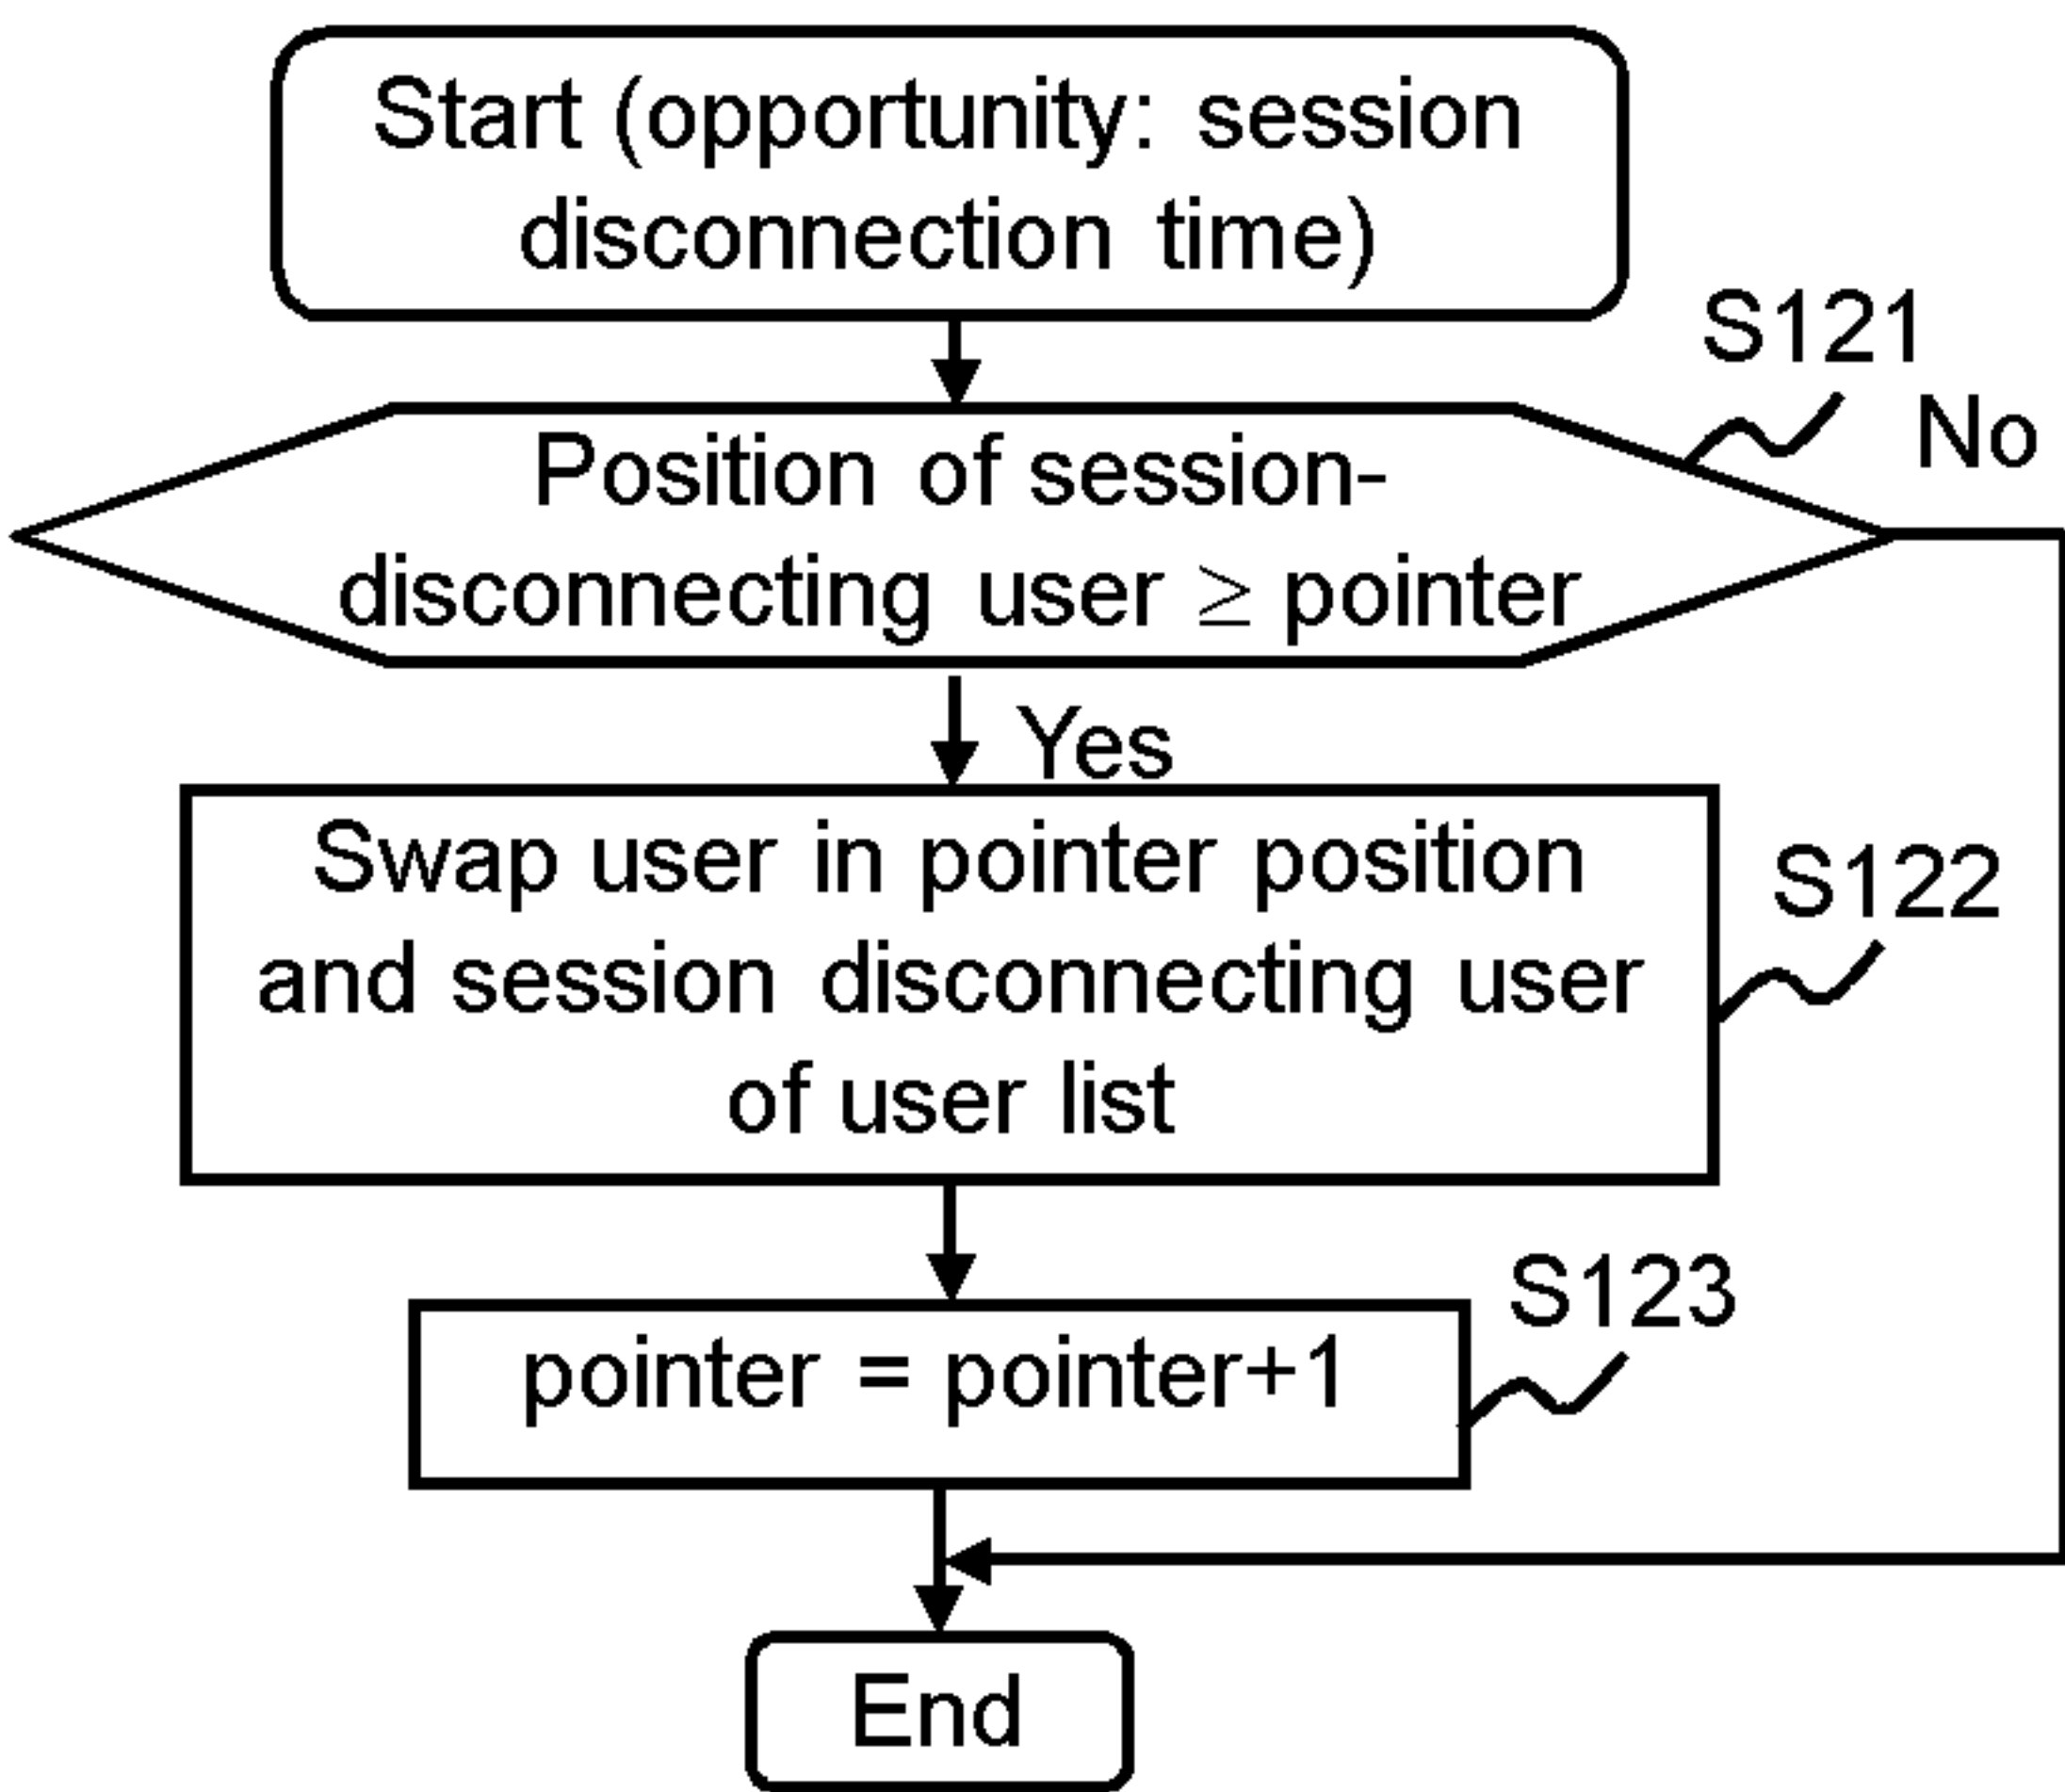 Start (opportunity: session
disconnection time)
S121
No
Position of session-
disconnecting user ≥ pointer
Yes
Swap user in pointer position
and session disconnecting user
of user list
S122
S123
pointer = pointer+1
End